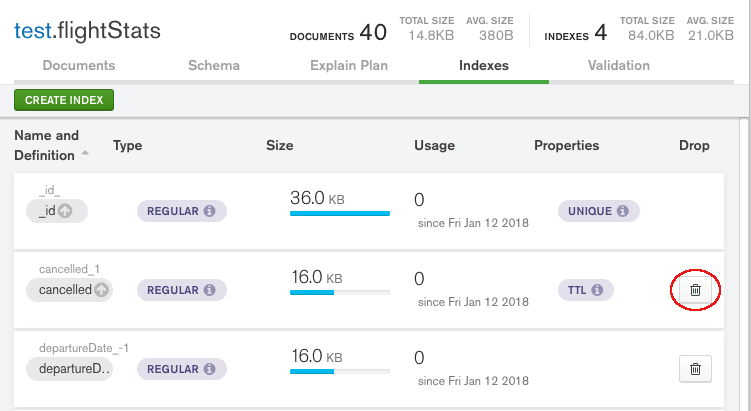 test.flightStats
DOCUMENTS 40 TOTAL SIZE 14.8KB AVG. SIZE 380B INDEXES 4 TOTAL SIZE 84.0KB AVG. SIZE 21.0KB
Documents Schema Explain Plan Indexes Validation
CREATE INDEX
Name and Definition Type Size Usage Properties Drop
_id_
_id REGULAR 36.0 KB 0 UNIQUE
since Fri Jan 12 2018
cancelled_1
cancelled REGULAR 16.0 KB 0 TTL
since Fri Jan 12 2018
departureDate_-1
departureD.. REGULAR 16.0 KB 0
since Fri Jan 12 2018